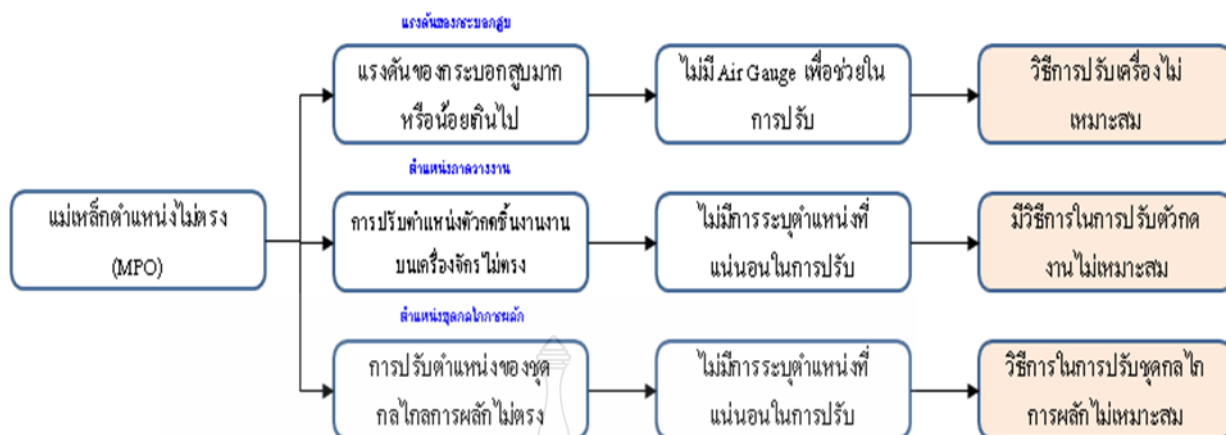 แรงดันของกระบอกสูบ
แรงดันของกระบอกสูบมาก
หรือน้อยเกินไป
ไม่มี Air Gauge เพื่อช่วยใน
การปรับ
วิธีการปรับเครื่องไม่
เหมาะสม
ตำแหน่งถาดวางงาน
แม่เหล็กตำแหน่งไม่ตรง
(MPO)
การปรับตำแหน่งตัวกดชิ้นงานงาน
บนเครื่องจักรไม่ตรง
ไม่มีการระบุตำแหน่งที่
แน่นอนในการปรับ
มีวิธีการในการปรับตัวกด
งานไม่เหมาะสม
ตำแหน่งชุดกลไกการผลัก
การปรับตำแหน่งของชุด
กลไกลการผลักไม่ตรง
ไม่มีการระบุตำแหน่งที่
แน่นอนในการปรับ
วิธีการในการปรับชุดกลไก
การผลักไม่เหมาะสม